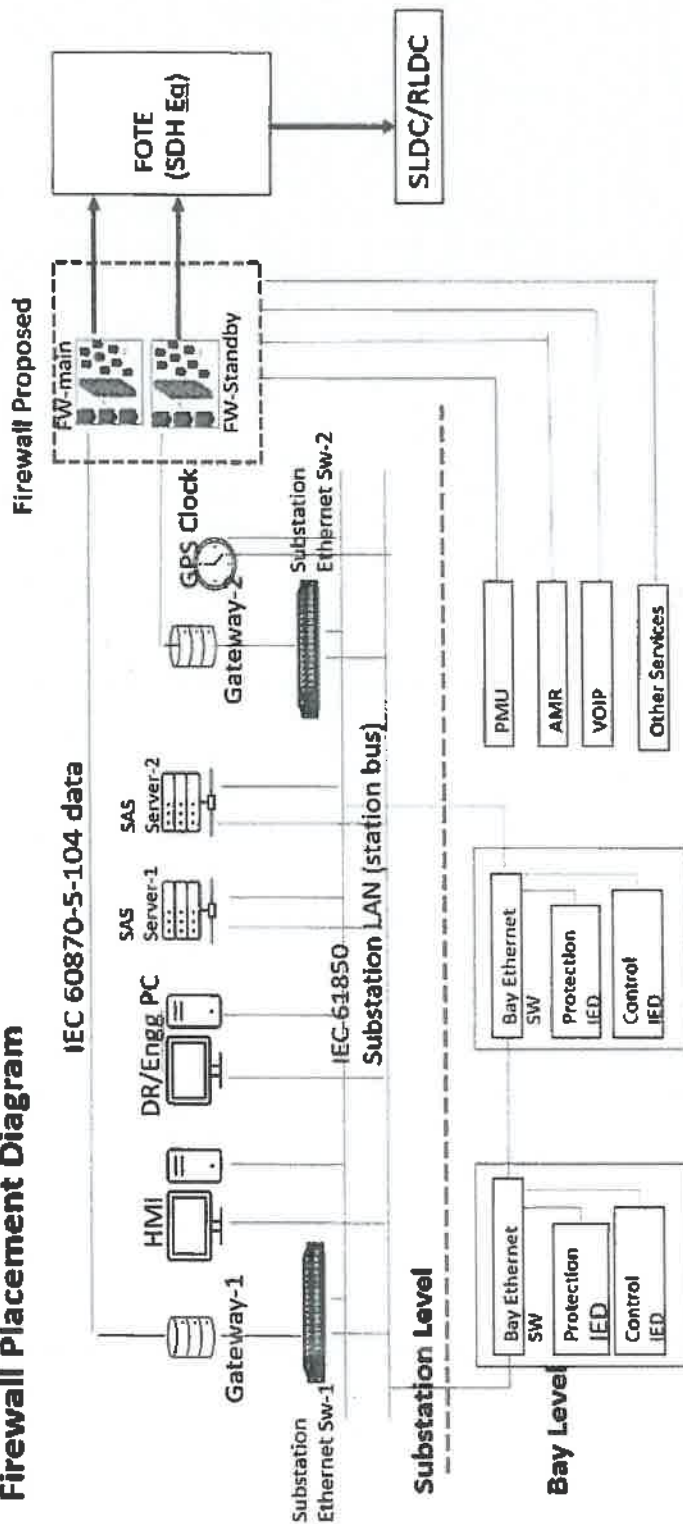 Firewall Placement Diagram
Firewall Proposed
IEC 60870-5-104 data
FW-main
FW-Standby
FOTE
(SDH Eq)
SLDC/RLDC
Gateway-1
HMI
DR/Engg PC
SAS
Server-1
SAS
Server-2
Gateway-2
GPS Clock
Substation
Ethernet Sw-1
Substation
Ethernet Sw-2
IEC-61850
Substation LAN (station bus)
Substation Level
Bay Level
Bay Ethernet
SW
Protection
IED
Control
IED
Bay Ethernet
SW
Protection
IED
Control
IED
PMU
AMR
VOIP
Other Services